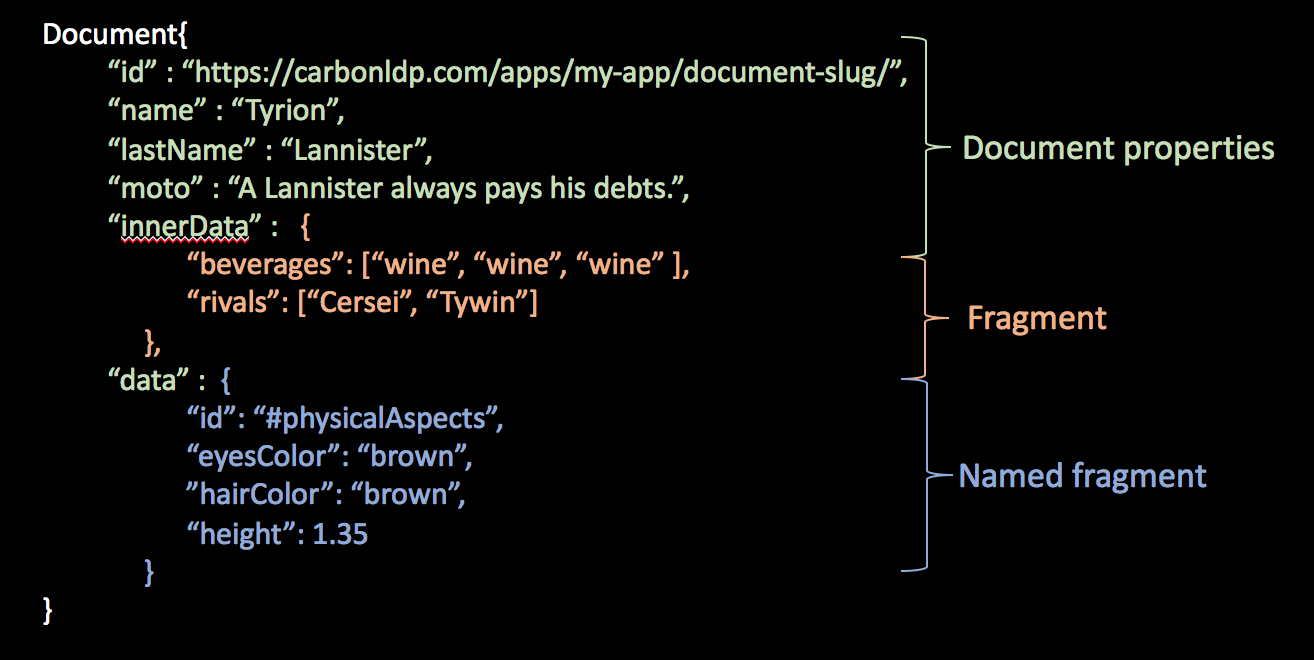 Document{
“id” : “https://carbonldp.com/apps/my-app/document-slug/”,
“name” : “Tyrion”,
“lastName” : “Lannister”,
“moto” : “A Lannister always pays his debts.”,
“innerData” : {
“beverages”: [“wine”, “wine”, “wine” ],
“rivals”: [“Cersei”, “Tywin”]
},
“data” : {
“id”: “#physicalAspects”,
“eyesColor”: “brown”,
”hairColor”: “brown”,
“height”: 1.35
}
}
Document properties
Fragment
Named fragment